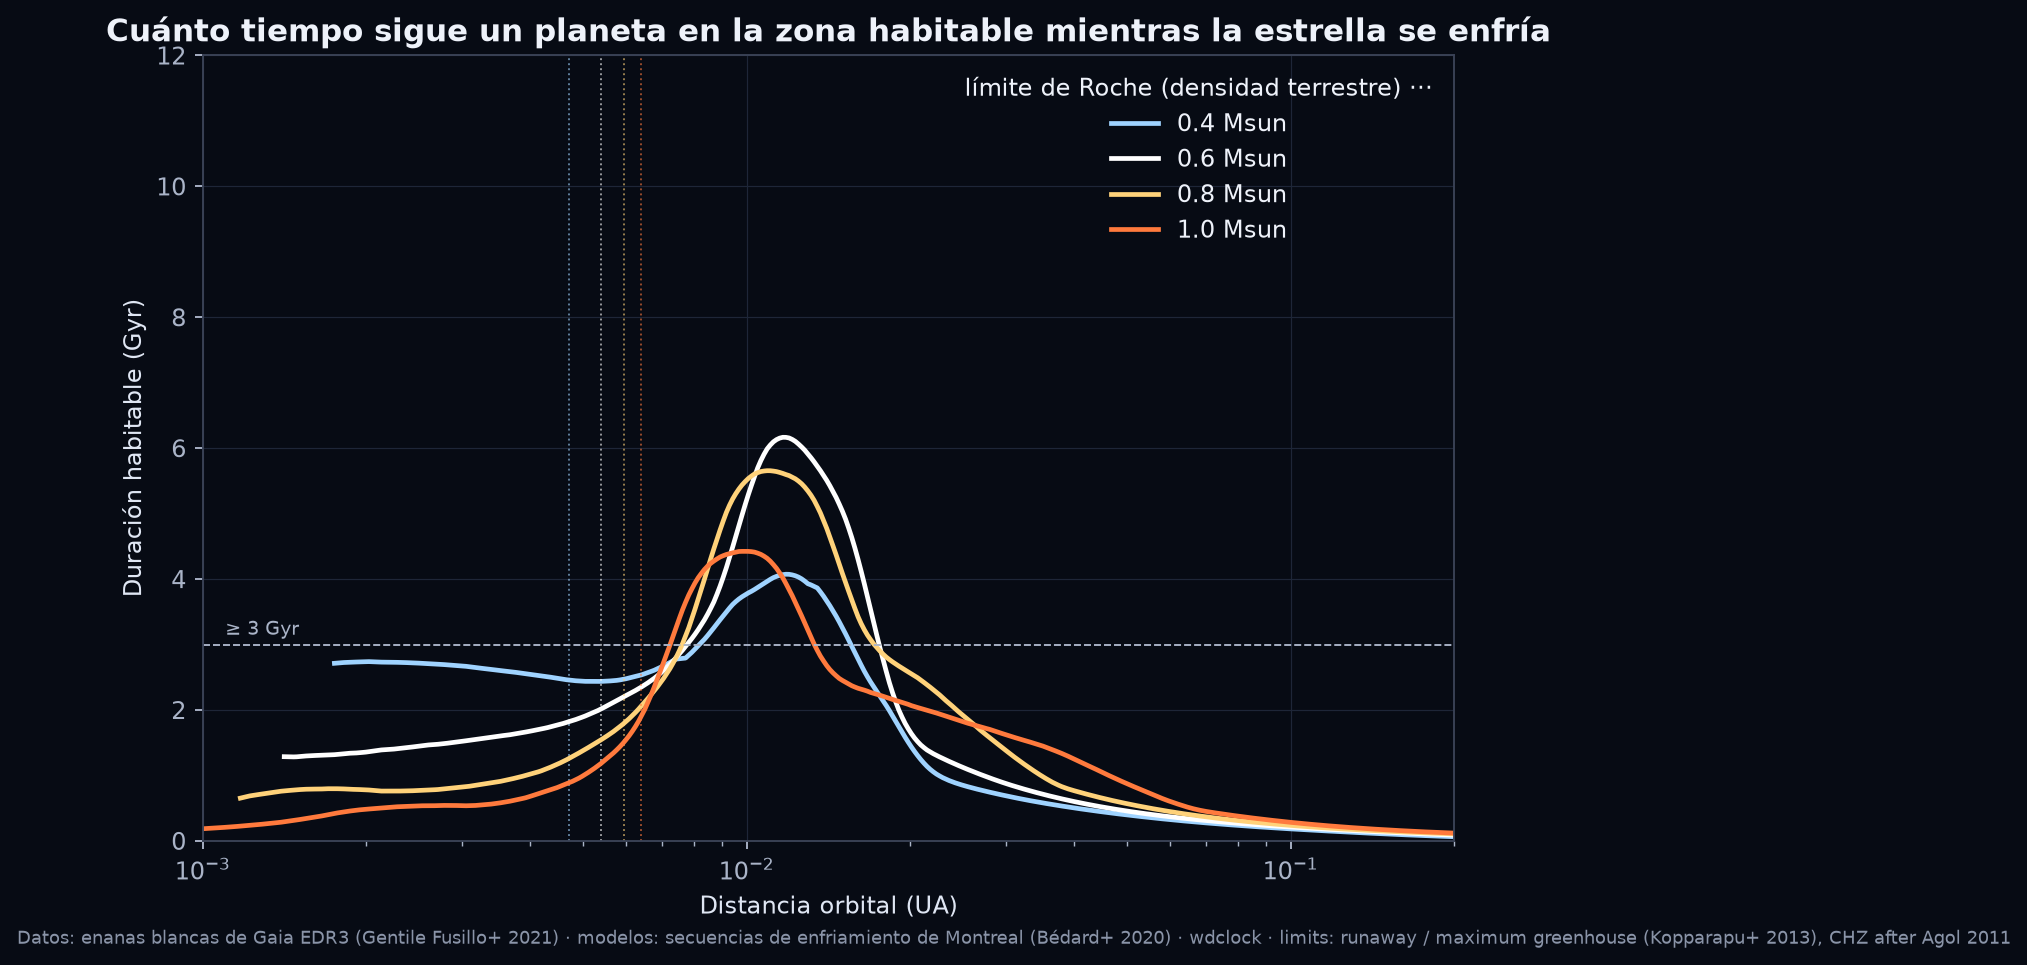 Cuánto tiempo sigue un planeta en la zona habitable mientras la estrella se enfría
límite de Roche (densidad terrestre) ···
0.4 Msun
0.6 Msun
0.8 Msun
1.0 Msun
Duración habitable (Gyr)
12
10
8
6
4
2
0
≥ 3 Gyr
10⁻³
10⁻²
10⁻¹
Distancia orbital (UA)
Datos: enanas blancas de Gaia EDR3 (Gentile Fusillo+ 2021) · modelos: secuencias de enfriamiento de Montreal (Bédard+ 2020) · wdclock · limits: runaway / maximum greenhouse (Kopparapu+ 2013), CHZ after Agol 2011